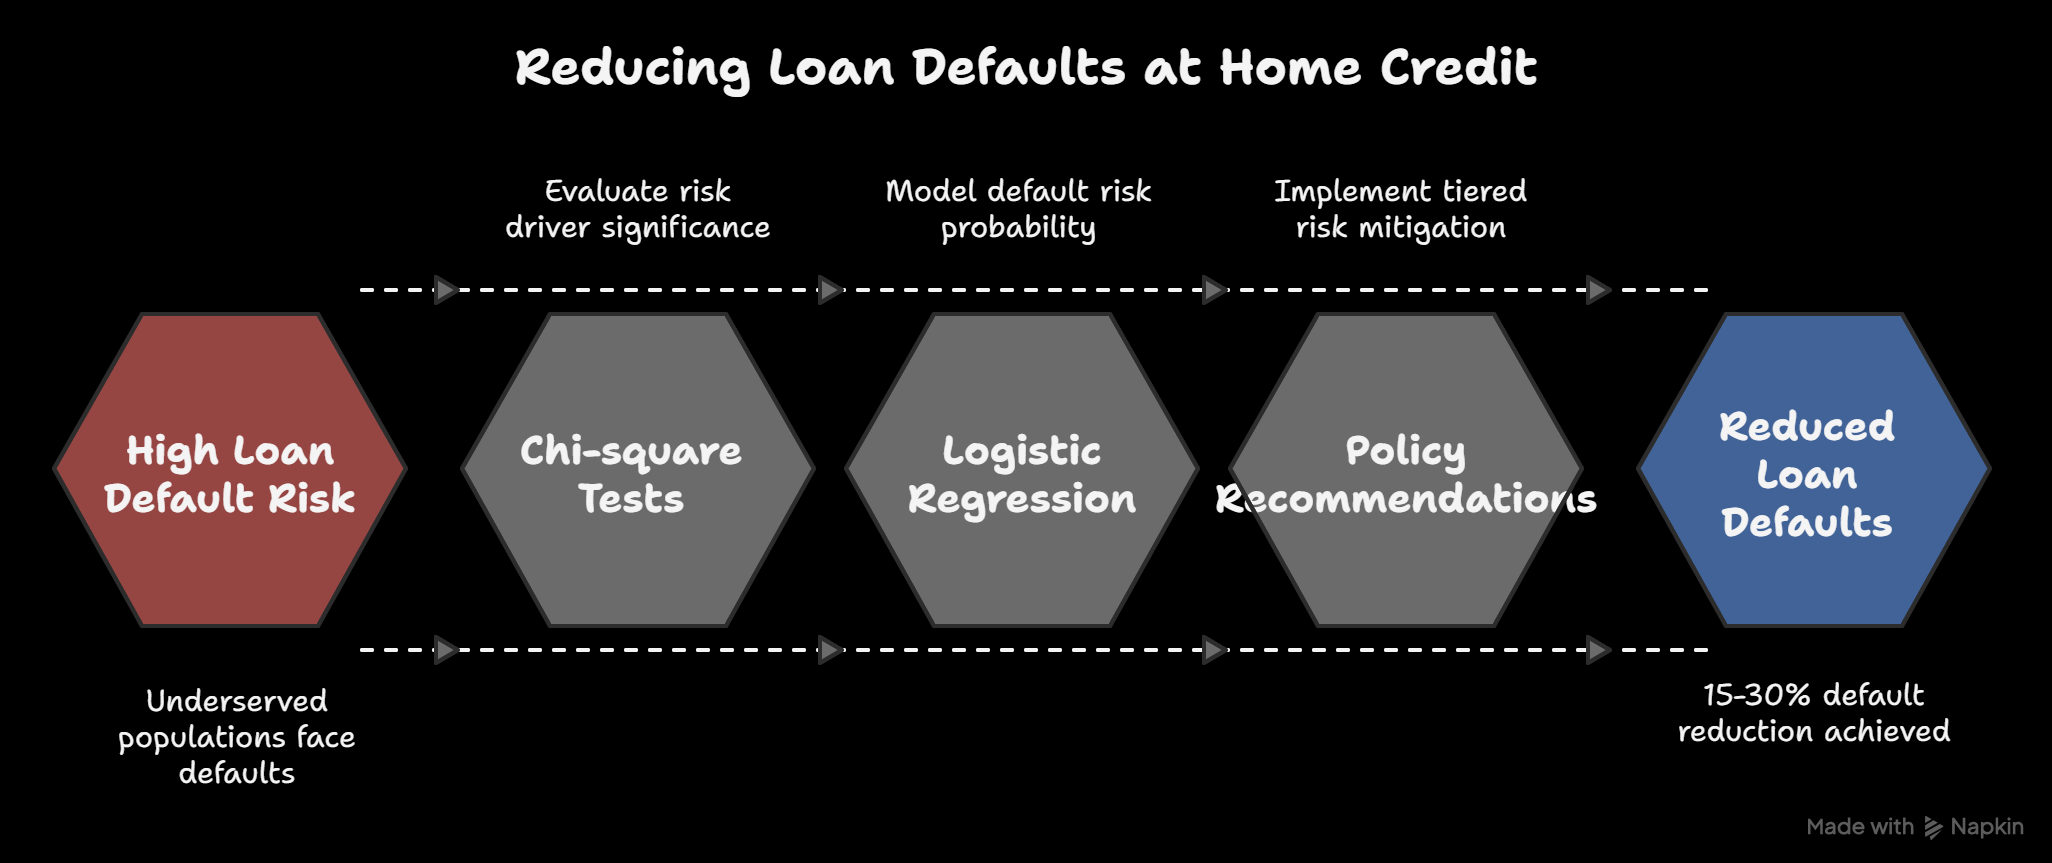 Reducing Loan Defaults at Home Credit
Evaluate risk
driver significance
Model default risk
probability
Implement tiered
risk mitigation
High Loan
Default Risk
Chi-square
Tests
Logistic
Regression
Policy
Recommendations
Reduced
Loan
Defaults
Underserved
populations face
defaults
15-30% default
reduction achieved
Made with Napkin